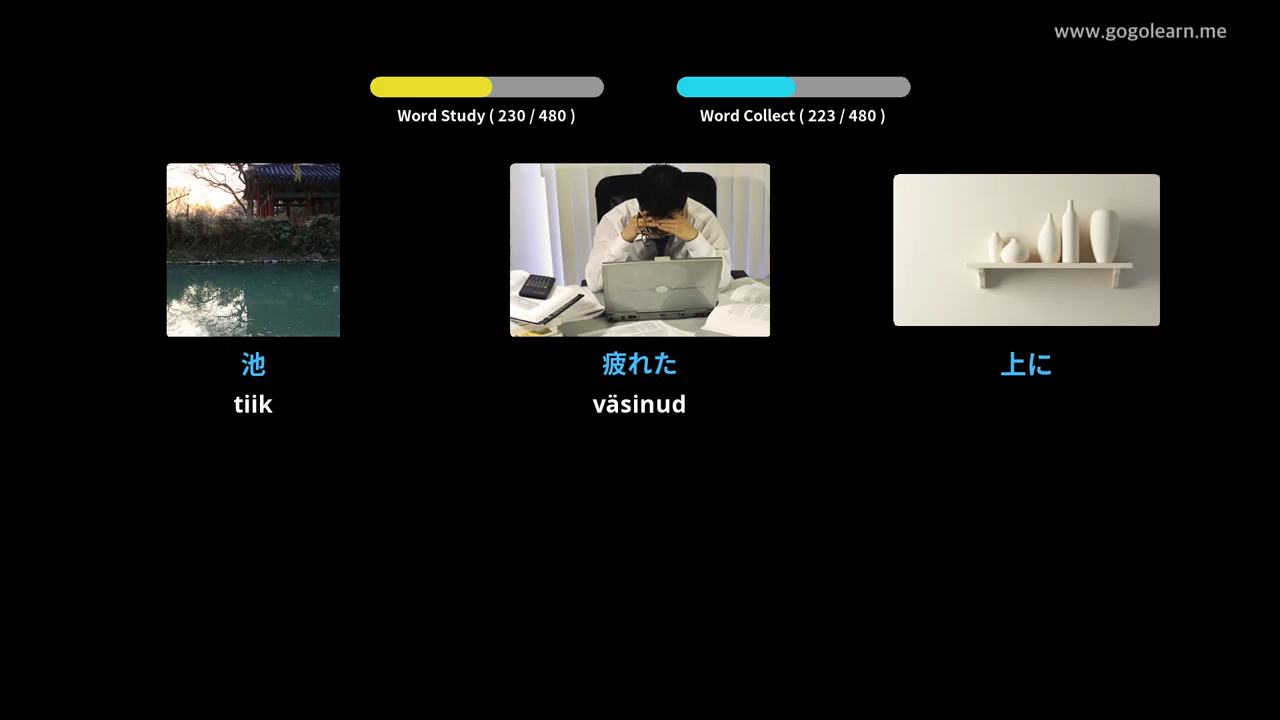 www.gogolearn.me
Word Study ( 230 / 480 )
Word Collect ( 223 / 480 )
池
疲れた
上に
tiik
väsinud